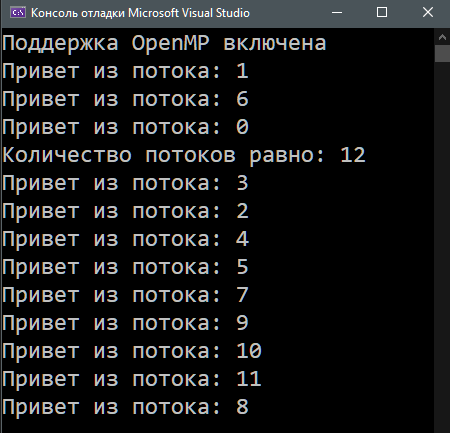 Консоль отладки Microsoft Visual Studio
Поддержка OpenMP включена
Привет из потока: 1
Привет из потока: 6
Привет из потока: 0
Количество потоков равно: 12
Привет из потока: 3
Привет из потока: 2
Привет из потока: 4
Привет из потока: 5
Привет из потока: 7
Привет из потока: 9
Привет из потока: 10
Привет из потока: 11
Привет из потока: 8